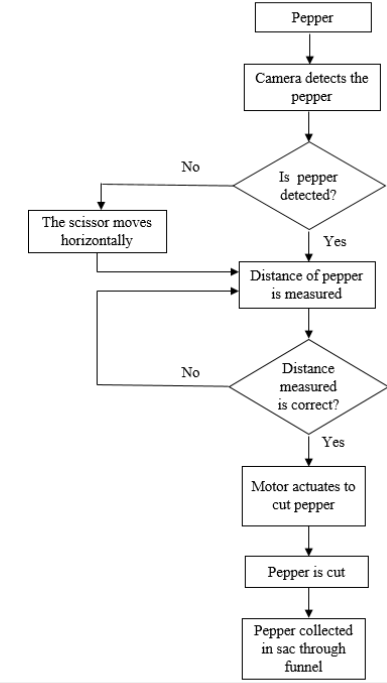 Pepper
Camera detects the
pepper
Is pepper
detected?
No
The scissor moves
horizontally
Yes
Distance of pepper
is measured
Distance
measured
is correct?
No
Yes
Motor actuates to
cut pepper
Pepper is cut
Pepper collected
in sac through
funnel